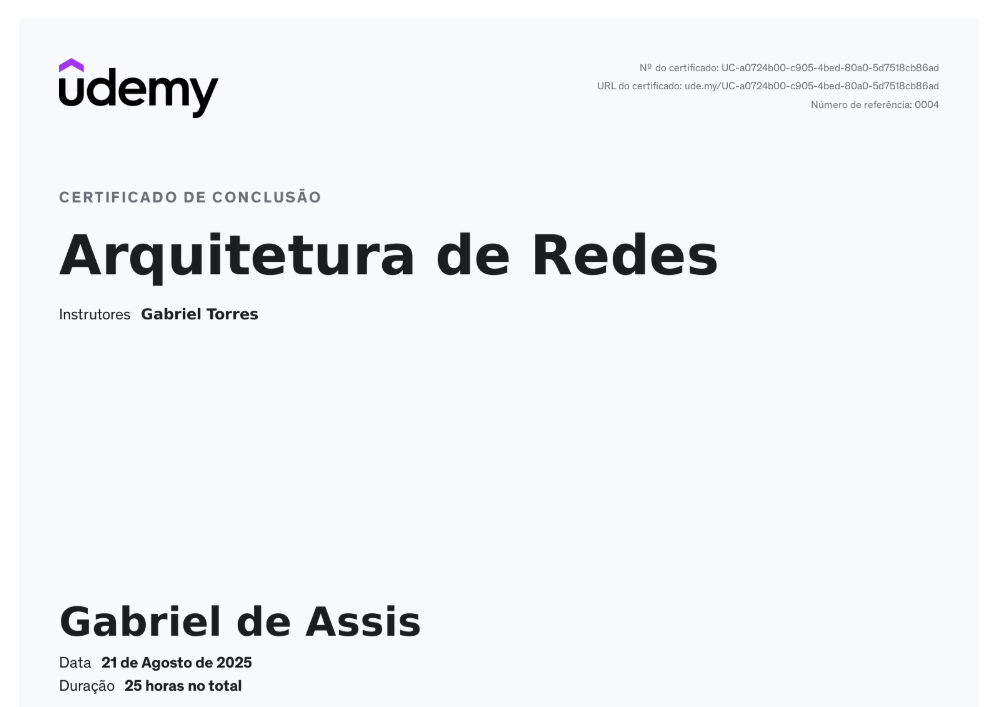 udemy
Nº do certificado: UC-a0724b00-c905-4bed-80a0-5d7518cb86ad
URL do certificado: ude.my/UC-a0724b00-c905-4bed-80a0-5d7518cb86ad
Número de referência: 0004
CERTIFICADO DE CONCLUSÃO
Arquitetura de Redes
Instrutores Gabriel Torres
Gabriel de Assis
Data 21 de Agosto de 2025
Duração 25 horas no total